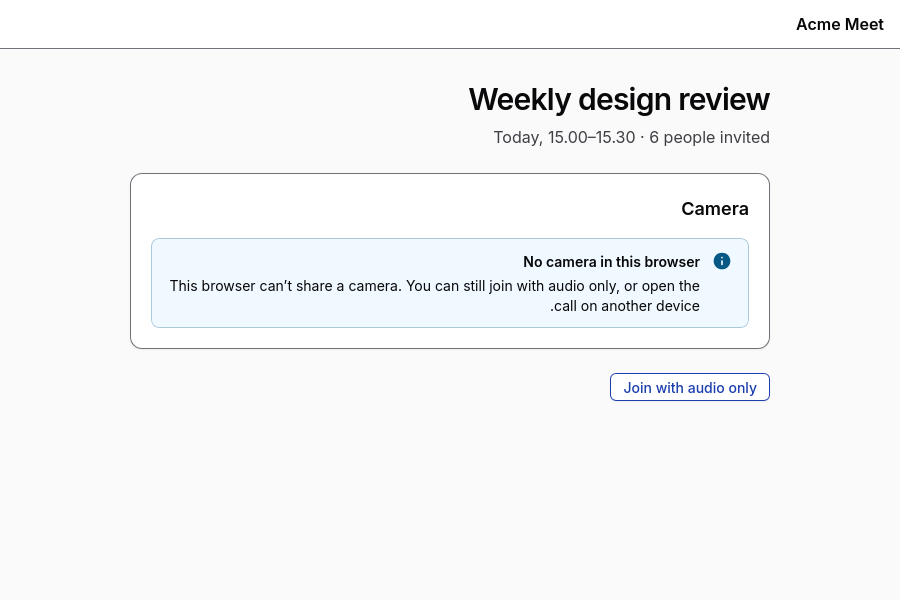 Acme Meet
Weekly design review
Today, 15.00–15.30 · 6 people invited
Camera
No camera in this browser
This browser can’t share a camera. You can still join with audio only, or open the
call on another device.
Join with audio only